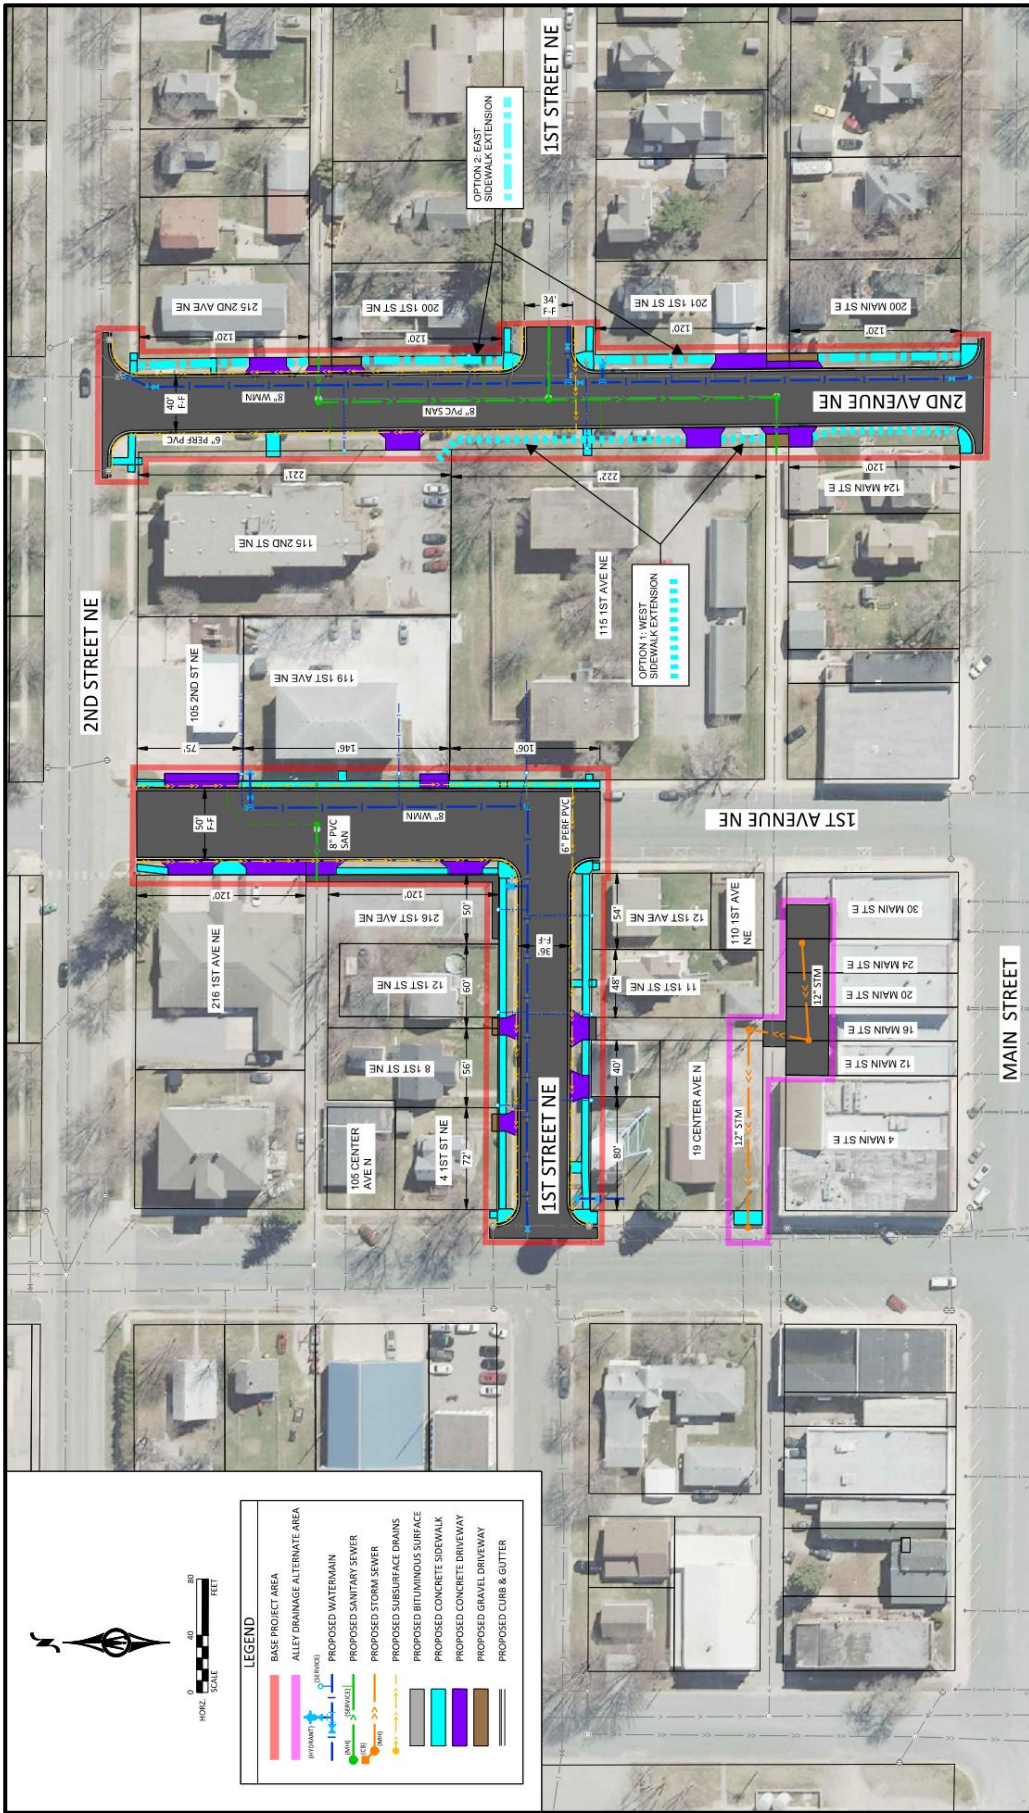 1ST STREET NE
OPTION 2: EAST
SIDEWALK EXTENSION
215 2ND AVE NE
200 1ST ST NE
201 1ST ST NE
200 MAIN ST E
120'
120'
120'
120'
34'
F-F
40'
F-F
8" WMN
8" PVC SAN
6" PERF PVC
2ND AVENUE NE
221'
222'
120'
115 2ND ST NE
115 1ST AVE NE
124 MAIN ST E
OPTION 1: WEST
SIDEWALK EXTENSION
2ND STREET NE
105 2ND ST NE
119 1ST AVE NE
75'
146'
106'
50'
F-F
8" WMN
8" PVC
SAN
6" PERF PVC
1ST AVENUE NE
120'
120'
216 1ST AVE NE
216 1ST AVE NE
50'
12 1ST ST NE
60'
8 1ST ST NE
56'
105 CENTER
AVE N
4 1ST ST NE
72'
36'
F-F
1ST STREET NE
54'
12 1ST AVE NE
110 1ST AVE
NE
48'
11 1ST ST NE
40'
80'
19 CENTER AVE N
12" STM
12" STM
30 MAIN ST E
24 MAIN ST E
20 MAIN ST E
16 MAIN ST E
12 MAIN ST E
4 MAIN ST E
MAIN STREET
N
0
40
80
HORZ.
SCALE
FEET
LEGEND
BASE PROJECT AREA
ALLEY DRAINAGE ALTERNATE AREA
(HYDRANT)
(SERVICE)
PROPOSED WATERMAIN
(MH)
(SERVICE)
PROPOSED SANITARY SEWER
(CB)
(MH)
PROPOSED STORM SEWER
PROPOSED SUBSURFACE DRAINS
PROPOSED BITUMINOUS SURFACE
PROPOSED CONCRETE SIDEWALK
PROPOSED CONCRETE DRIVEWAY
PROPOSED GRAVEL DRIVEWAY
PROPOSED CURB & GUTTER